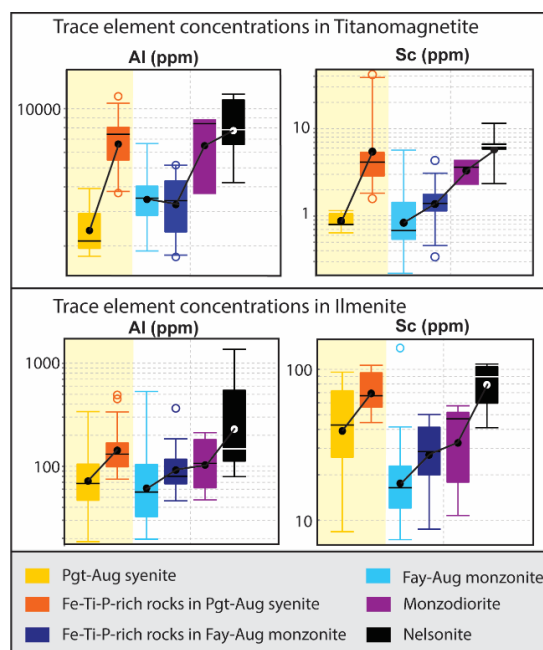 Trace element concentrations in Titanomagnetite
Al (ppm)
Sc (ppm)
10000
10
1
Trace element concentrations in Ilmenite
Al (ppm)
Sc (ppm)
1000
100
100
10
Pgt-Aug syenite
Fay-Aug monzonite
Fe-Ti-P-rich rocks in Pgt-Aug syenite
Monzodiorite
Fe-Ti-P-rich rocks in Fay-Aug monzonite
Nelsonite